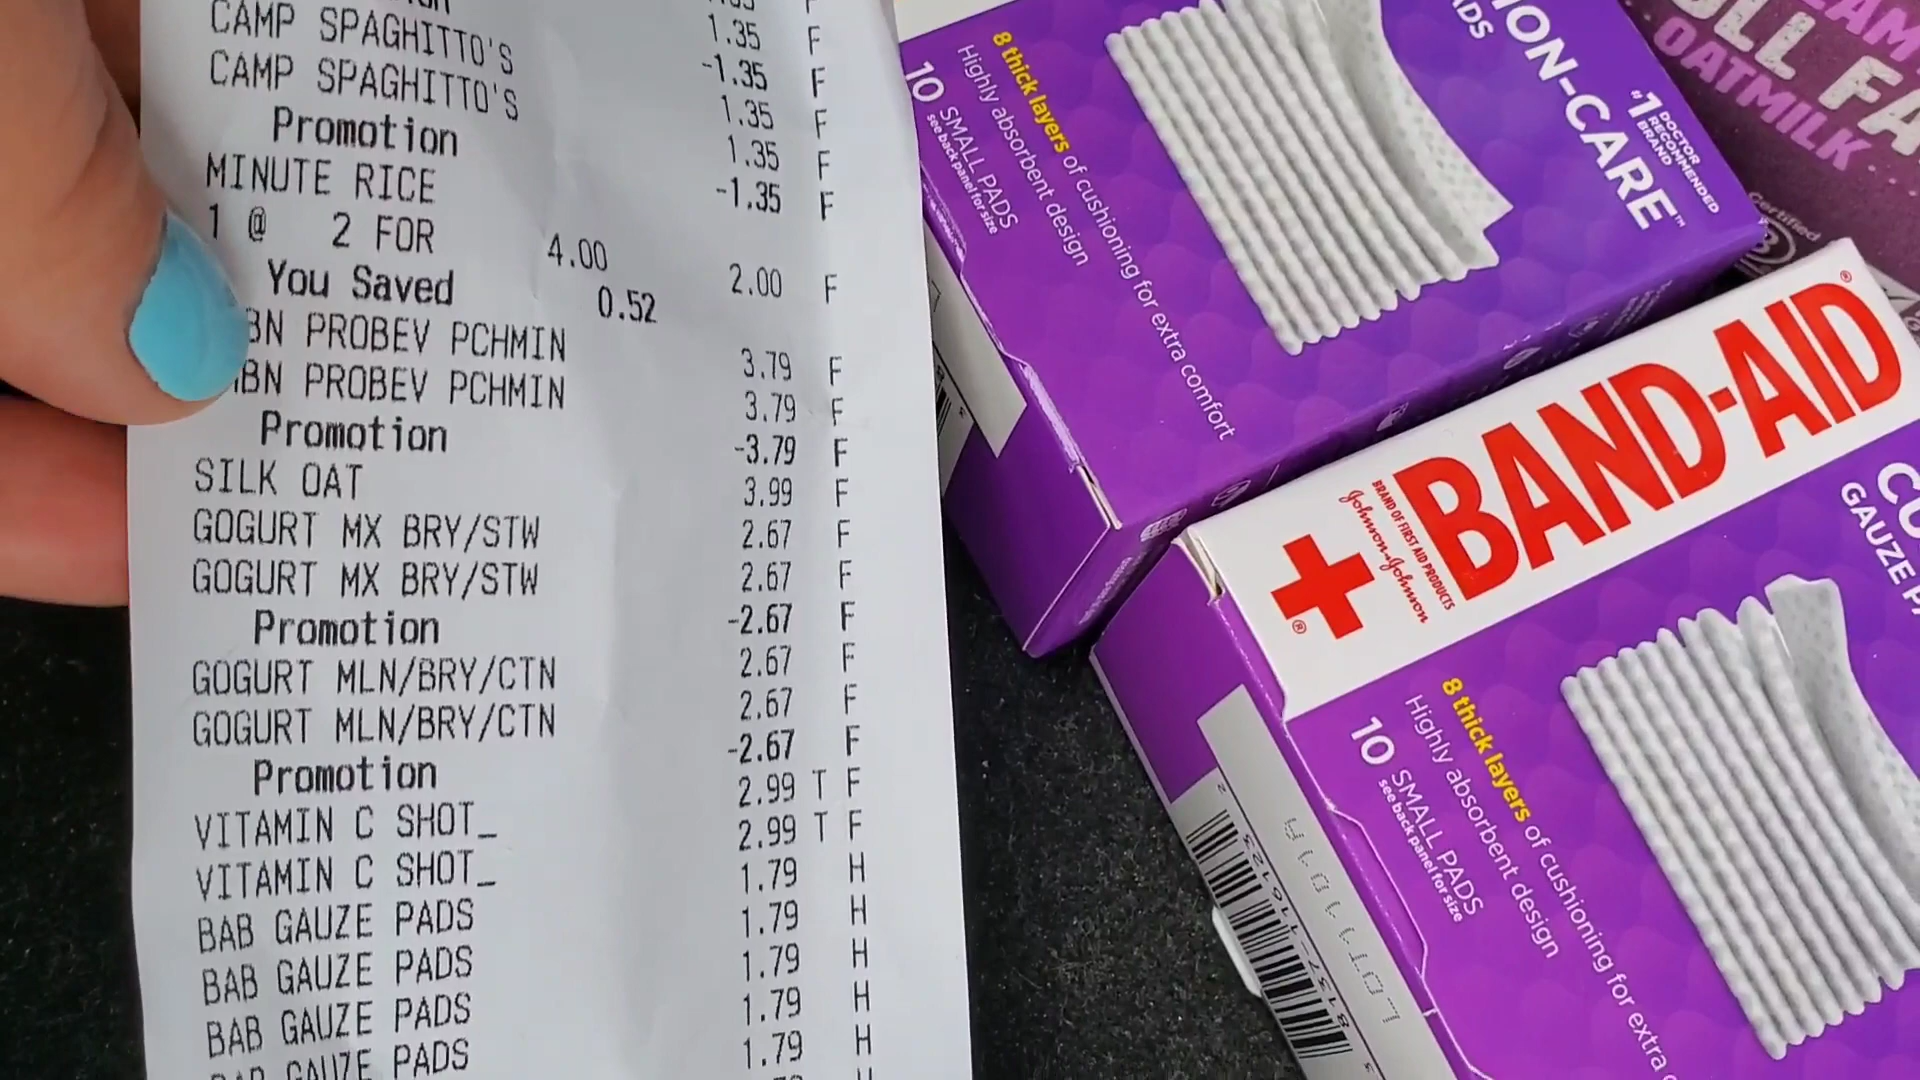 CAMP SPAGHITTO'S 1.35 F
CAMP SPAGHITTO'S -1.35 F
Promotion 1.35 F
MINUTE RICE 1.35 F
1 @ 2 FOR 4.00 -1.35 F
You Saved 0.52 2.00 F
BN PROBEV PCHMIN 3.79 F
BN PROBEV PCHMIN 3.79 F
Promotion -3.79 F
SILK OAT 3.99 F
GOGURT MX BRY/STW 2.67 F
GOGURT MX BRY/STW 2.67 F
Promotion -2.67 F
GOGURT MLN/BRY/CTN 2.67 F
GOGURT MLN/BRY/CTN 2.67 F
Promotion -2.67 F
VITAMIN C SHOT_ 2.99 T F
VITAMIN C SHOT_ 2.99 T F
BAB GAUZE PADS 1.79 H
BAB GAUZE PADS 1.79 H
BAB GAUZE PADS 1.79 H
BAB GAUZE PADS 1.79 H
1.79 H
ION-CARE™
#1 DOCTOR
RECOMMENDED
BRAND
8 thick layers of cushioning for extra comfort
Highly absorbent design
10 SMALL PADS
see back panel for size
OATMILK
Certified
BAND-AID®
BRAND OF FIRST AID PRODUCTS
Johnson & Johnson
GAUZE
8 thick layers of cushioning for extra
Highly absorbent design
10 SMALL PADS
see back panel for size